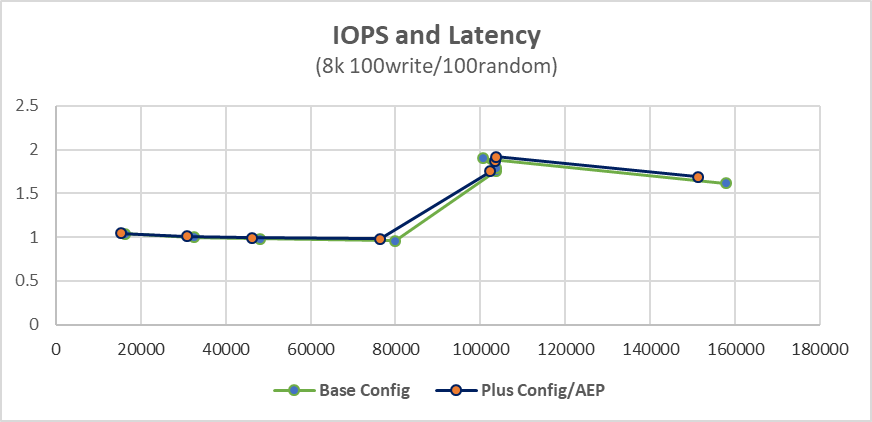 IOPS and Latency
(8k 100write/100random)
2.5
2
1.5
1
0.5
0
0 20000 40000 60000 80000 100000 120000 140000 160000 180000
Base Config Plus Config/AEP